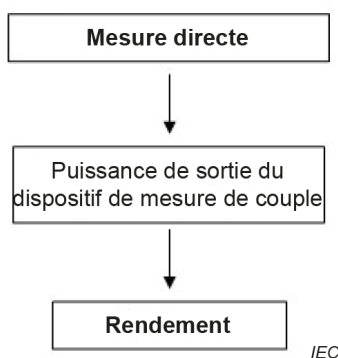 Mesure directe
Puissance de sortie du
dispositif de mesure de couple
Rendement
IEC